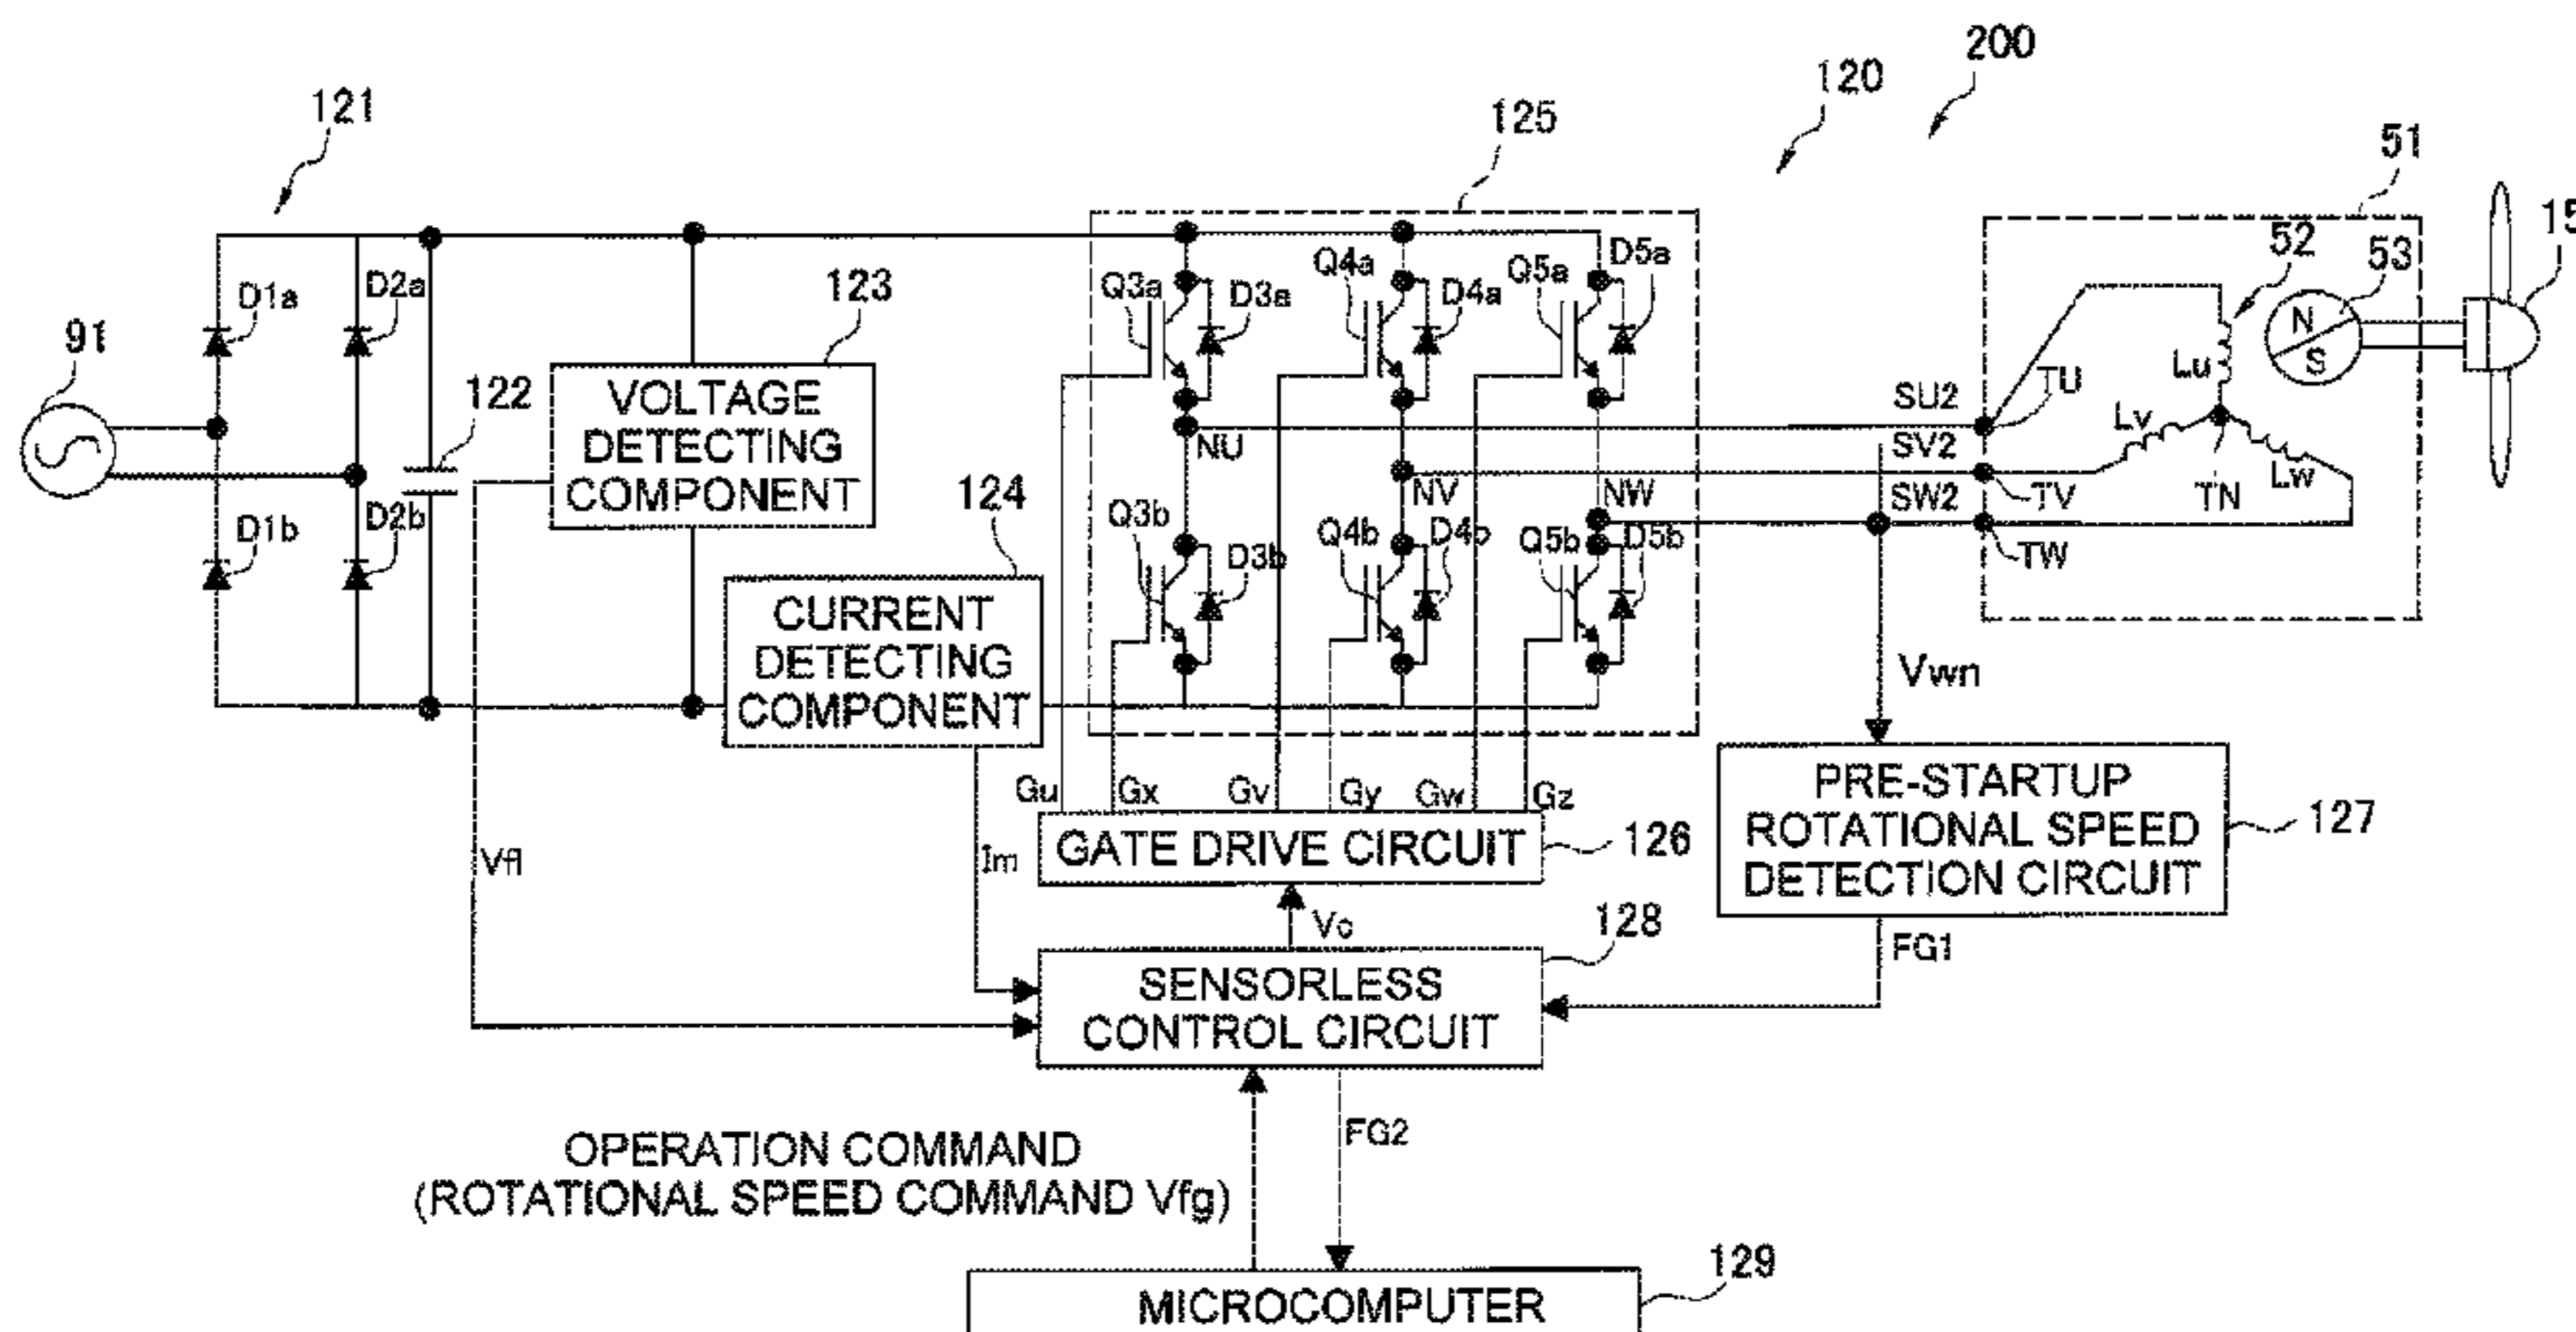 200
120
121
125
51
15
52
53
D1a
D2a
123
Q3a
D3a
Q4a
D4a
Q5a
D5a
91
N
S
122
VOLTAGE
DETECTING
COMPONENT
SU2
TU
Lu
Lv
SV2
NU
124
NV
NW
SW2
TV
TN
Lw
D1b
D2b
Q3b
D3b
Q4b
D4b
Q5b
D5b
TW
CURRENT
DETECTING
COMPONENT
Vwn
PRE-STARTUP
ROTATIONAL SPEED
DETECTION CIRCUIT
127
Gu
Gx
Gv
Gy
Gw
Gz
GATE DRIVE CIRCUIT
126
Vfl
Im
Vc
128
FG1
SENSORLESS
CONTROL CIRCUIT
OPERATION COMMAND
(ROTATIONAL SPEED COMMAND Vfg)
FG2
129
MICROCOMPUTER